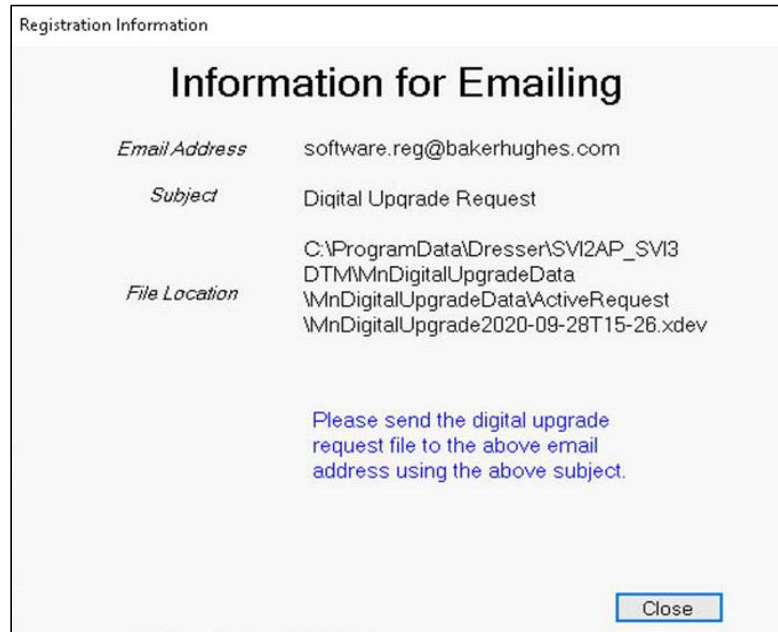 Registration Information
Information for Emailing
Email Address software.reg@bakerhughes.com
Subject Digital Upgrade Request
C:\ProgramData\Dresser\SVI2AP_SVI3
DTM\MnDigitalUpgradeData
File Location
\MnDigitalUpgradeData\ActiveRequest
\MnDigitalUpgrade2020-09-28T15-26.xdev
Please send the digital upgrade
request file to the above email
address using the above subject.
Close